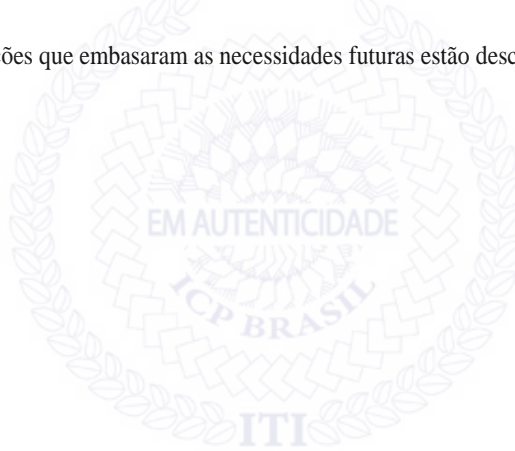 ões que embasaram as necessidades futuras estão desc
EM AUTENTICIDADE
ICP BRASIL
ITI